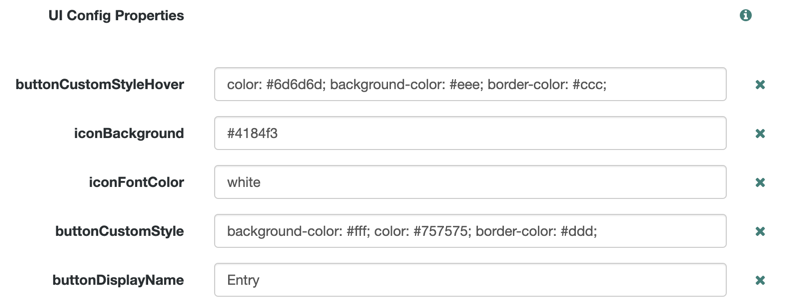 UI Config Properties
buttonCustomStyleHover color: #6d6d6d; background-color: #eee; border-color: #ccc;
iconBackground #4184f3
iconFontColor white
buttonCustomStyle background-color: #fff; color: #757575; border-color: #ddd;
buttonDisplayName Entry